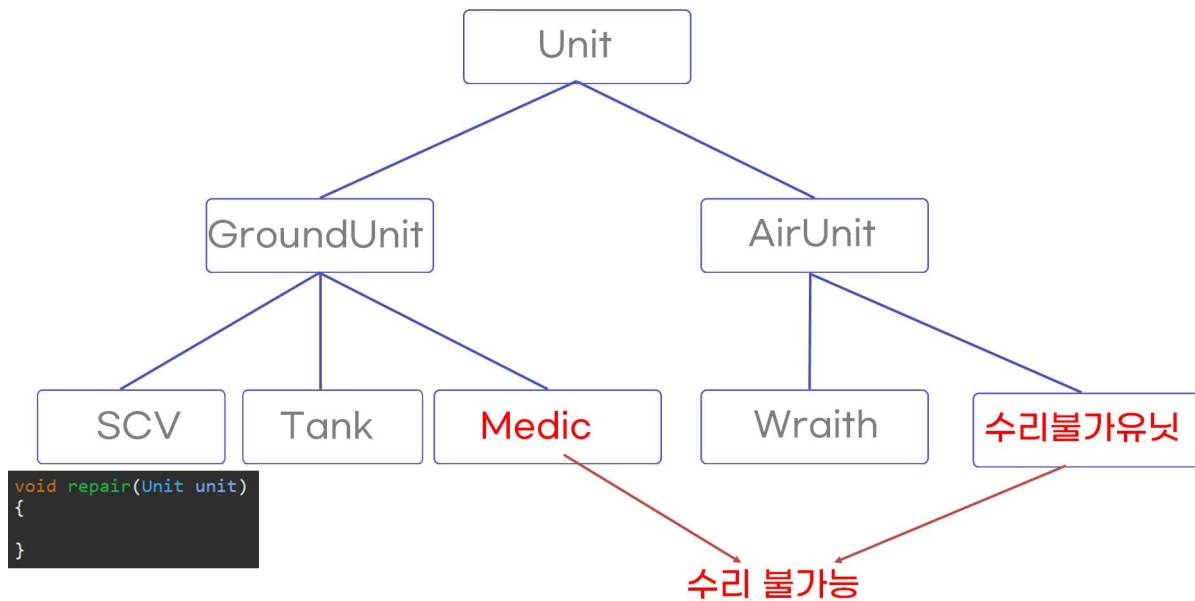 Unit
GroundUnit
AirUnit
SCV
Tank
Medic
Wraith
수리불가유닛
void repair(Unit unit)
{
}
수리 불가능